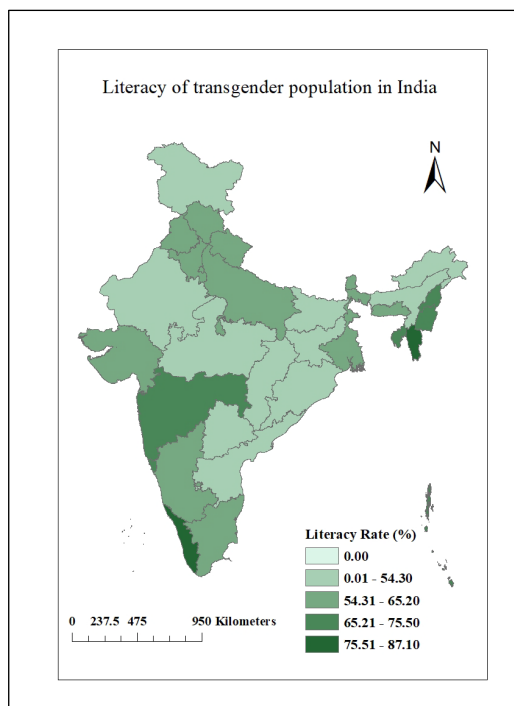 Literacy of transgender population in India
N
Literacy Rate (%)
0.00
0.01 - 54.30
54.31 - 65.20
65.21 - 75.50
75.51 - 87.10
0 237.5 475 950 Kilometers